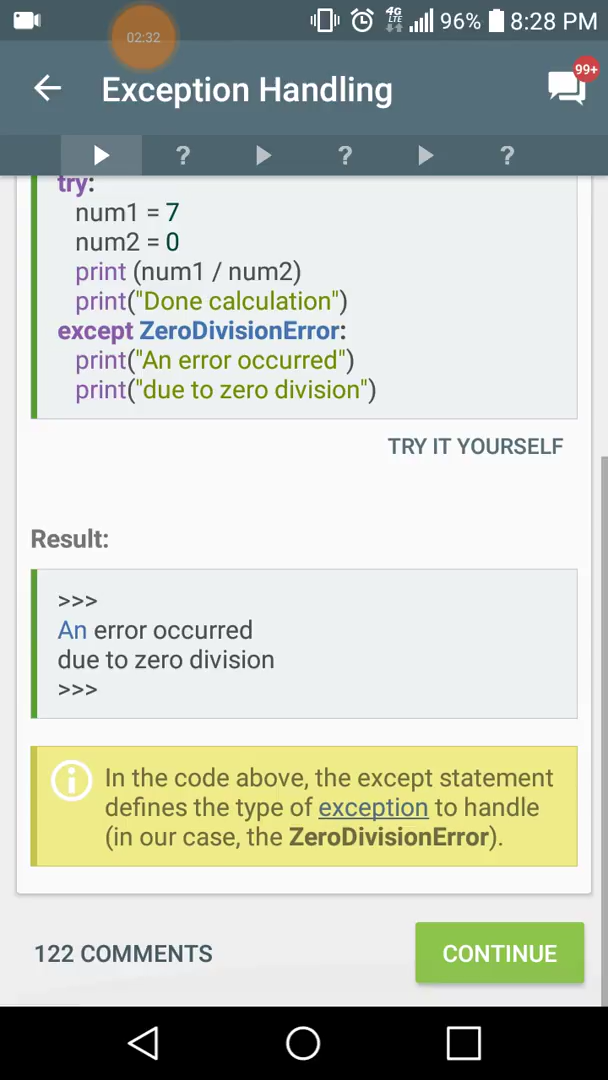 02:32 4G LTE 96% 8:28 PM
Exception Handling 99+
? ? ?
try:
num1 = 7
num2 = 0
print (num1 / num2)
print("Done calculation")
except ZeroDivisionError:
print("An error occurred")
print("due to zero division")
TRY IT YOURSELF
Result:
>>>
An error occurred
due to zero division
>>>
In the code above, the except statement
defines the type of exception to handle
(in our case, the ZeroDivisionError).
122 COMMENTS CONTINUE